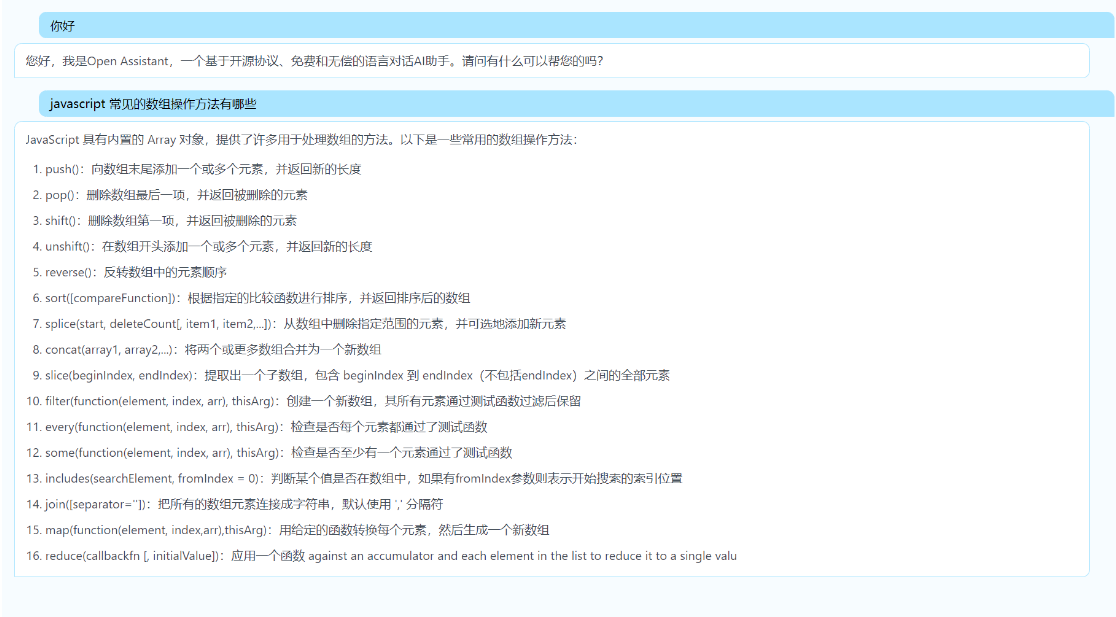 你好
您好，我是Open Assistant，一个基于开源协议、免费和无偿的语言对话AI助手。请问有什么可以帮您的吗?
javascript 常见的数组操作方法有哪些
JavaScript 具有内置的 Array 对象，提供了许多用于处理数组的方法。以下是一些常用的数组操作方法：
1. push()：向数组末尾添加一个或多个元素，并返回新的长度
2. pop()：删除数组最后一项，并返回被删除的元素
3. shift()：删除数组第一项，并返回被删除的元素
4. unshift()：在数组开头添加一个或多个元素，并返回新的长度
5. reverse()：反转数组中的元素顺序
6. sort([compareFunction])：根据指定的比较函数进行排序，并返回排序后的数组
7. splice(start, deleteCount[, item1, item2,...])：从数组中删除指定范围的元素，并可选地添加新元素
8. concat(array1, array2,...)：将两个或更多数组合并为一个新数组
9. slice(beginIndex, endIndex)：提取出一个子数组，包含 beginIndex 到 endIndex（不包括endIndex）之间的全部元素
10. filter(function(element, index, arr), thisArg)：创建一个新数组，其所有元素通过测试函数过滤后保留
11. every(function(element, index, arr), thisArg)：检查是否每个元素都通过了测试函数
12. some(function(element, index, arr), thisArg)：检查是否至少有一个元素通过了测试函数
13. includes(searchElement, fromIndex = 0)：判断某个值是否在数组中，如果有fromIndex参数则表示开始搜索的索引位置
14. join([separator=''])：把所有的数组元素连接成字符串，默认使用 ',' 分隔符
15. map(function(element, index,arr),thisArg)：用给定的函数转换每个元素，然后生成一个新数组
16. reduce(callbackfn [, initialValue])：应用一个函数 against an accumulator and each element in the list to reduce it to a single valu